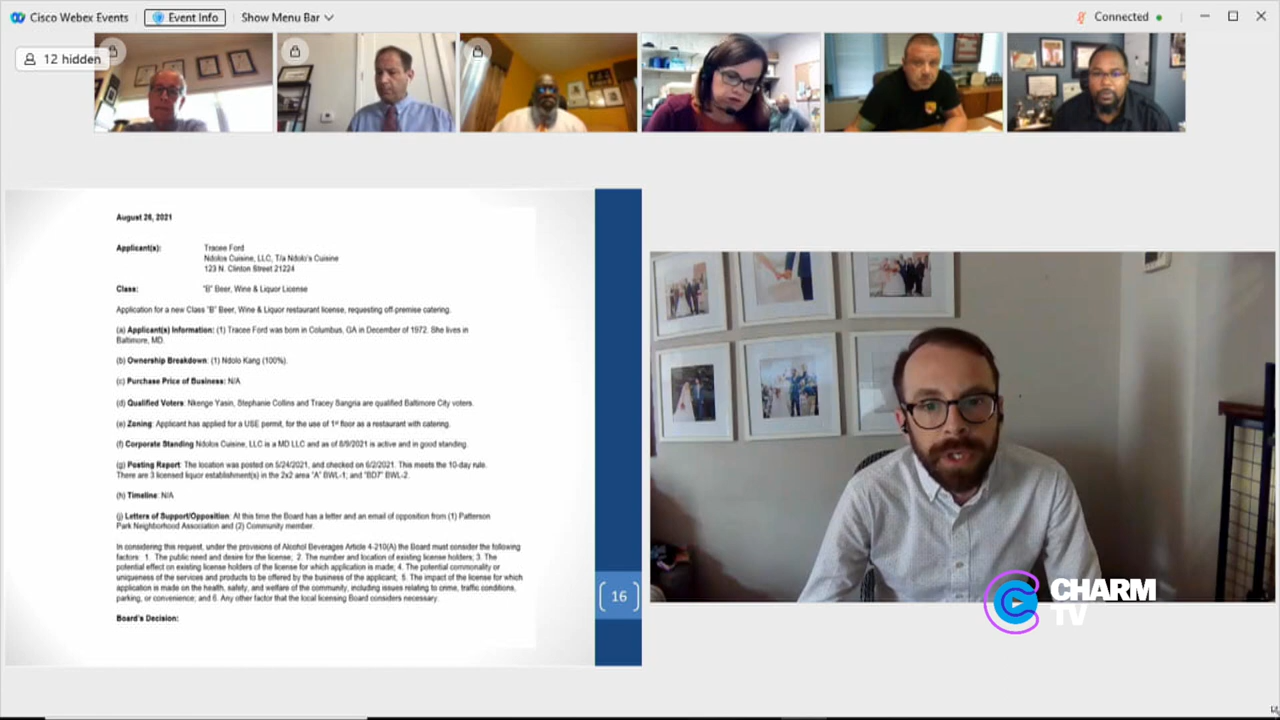 Cisco Webex Events
Event Info
Show Menu Bar
Connected
12 hidden
August 26, 2021
Applicant(s): Tracee Ford
Ndolos Cuisine, LLC, T/a Ndolo's Cuisine
123 N. Clinton Street 21224
Class: "B" Beer, Wine & Liquor License
Application for a new Class "B" Beer, Wine & Liquor restaurant license, requesting off-premise catering.
(a) Applicant(s) Information: (1) Tracee Ford was born in Columbus, GA in December of 1972. She lives in
Baltimore, MD.
(b) Ownership Breakdown: (1) Ndolo Kang (100%).
(c) Purchase Price of Business: N/A
(d) Qualified Voters: Nkenge Yasin, Stephanie Collins and Tracey Sangria are qualified Baltimore City voters.
(e) Zoning: Applicant has applied for a USE permit, for the use of 1st floor as a restaurant with catering.
(f) Corporate Standing Ndolos Cuisine, LLC is a MD LLC and as of 8/9/2021 is active and in good standing.
(g) Posting Report: The location was posted on 5/24/2021, and checked on 6/2/2021. This meets the 10-day rule.
There are 3 licensed liquor establishment(s) in the 2x2 area "A" BWL-1; and "BD7" BWL-2.
(h) Timeline: N/A
(j) Letters of Support/Opposition: At this time the Board has a letter and an email of opposition from (1) Patterson
Park Neighborhood Association and (2) Community member.
In considering this request, under the provisions of Alcohol Beverages Article 4-210(A) the Board must consider the following
factors: 1. The public need and desire for the license; 2. The number and location of existing license holders; 3. The
potential effect on existing license holders of the license for which application is made; 4. The potential commonality or
uniqueness of the services and products to be offered by the business of the applicant; 5. The impact of the license for which
application is made on the health, safety, and welfare of the community, including issues relating to crime, traffic conditions,
parking, or convenience; and 6. Any other factor that the local licensing Board considers necessary.
Board's Decision:
16
CHARM
TV